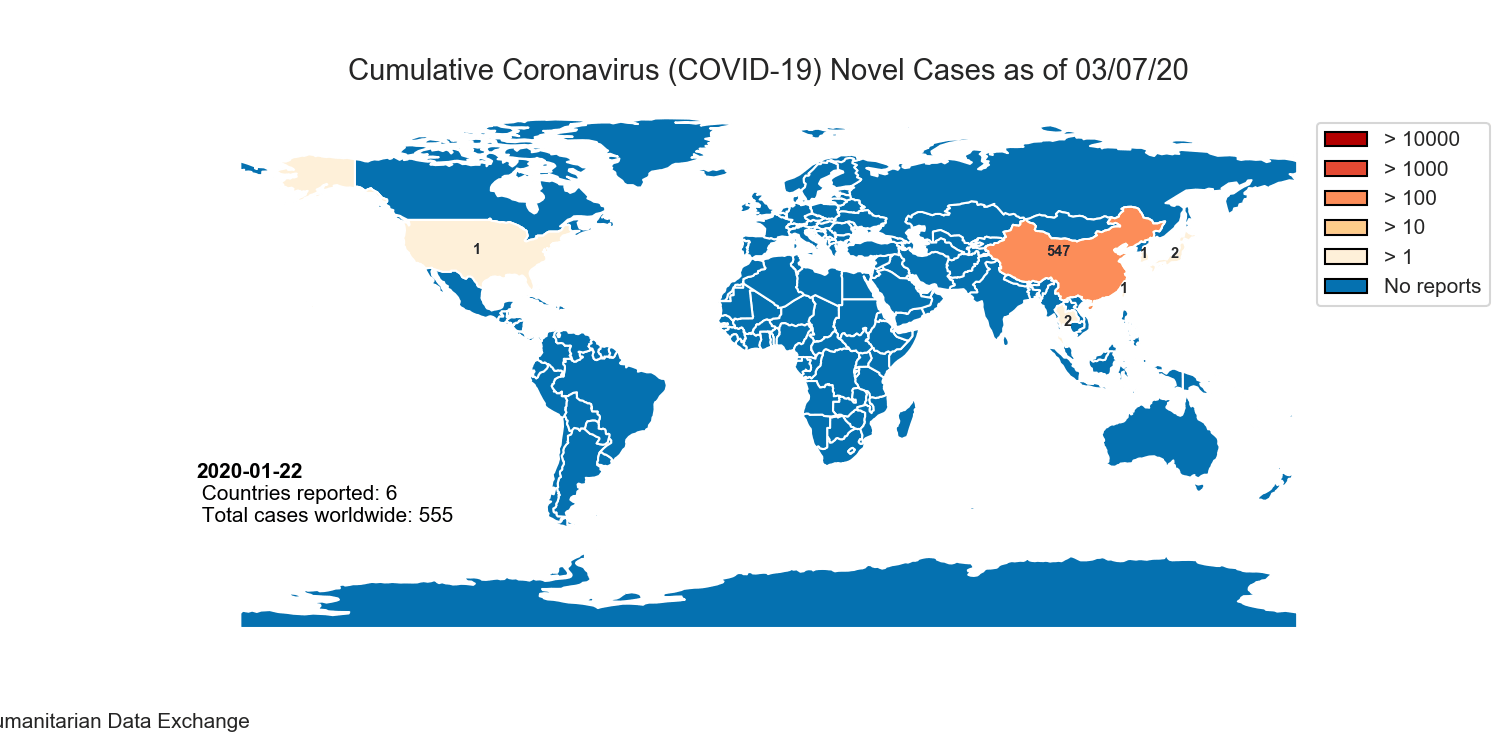 Cumulative Coronavirus (COVID-19) Novel Cases as of 03/07/20
> 10000
> 1000
> 100
> 10
> 1
No reports
1
547
1
2
1
2
2020-01-22
Countries reported: 6
Total cases worldwide: 555
umanitarian Data Exchange